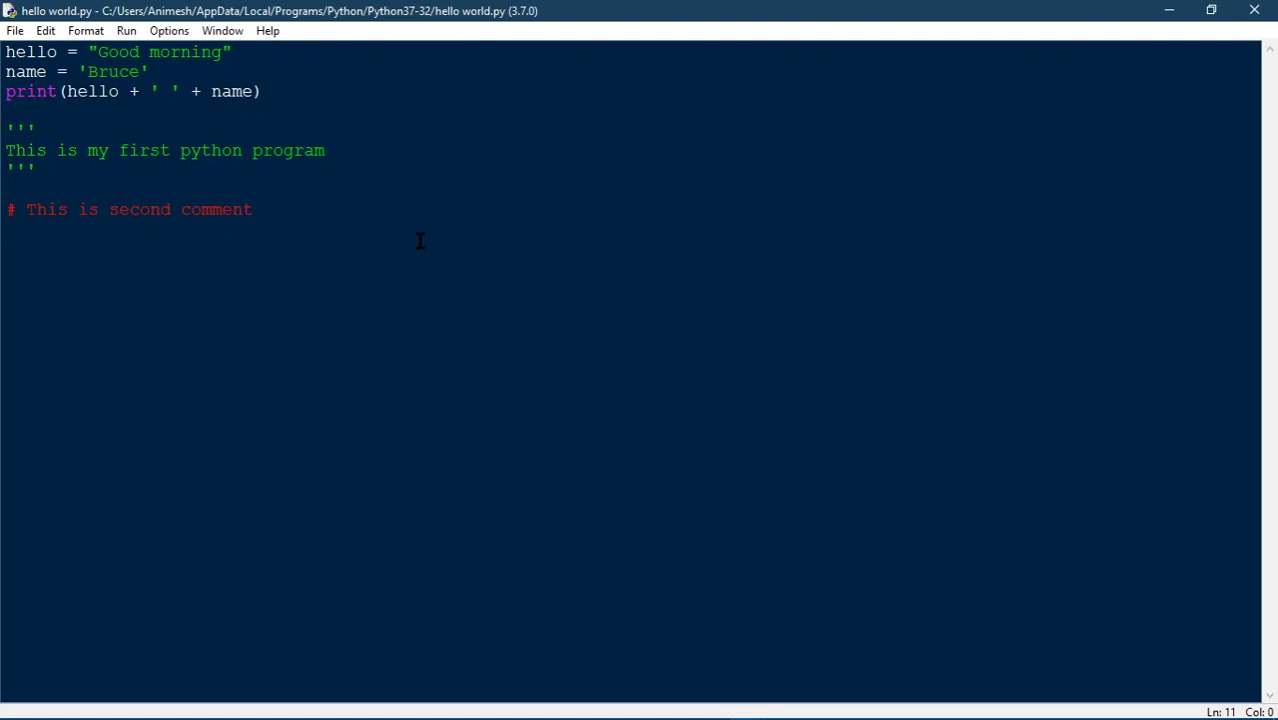 hello world.py - C:/Users/Animesh/AppData/Local/Programs/Python/Python37-32/hello world.py (3.7.0)
File Edit Format Run Options Window Help
hello = "Good morning"
name = 'Bruce'
print(hello + ' ' + name)
'''
This is my first python program
'''
# This is second comment
Ln: 11 Col: 0